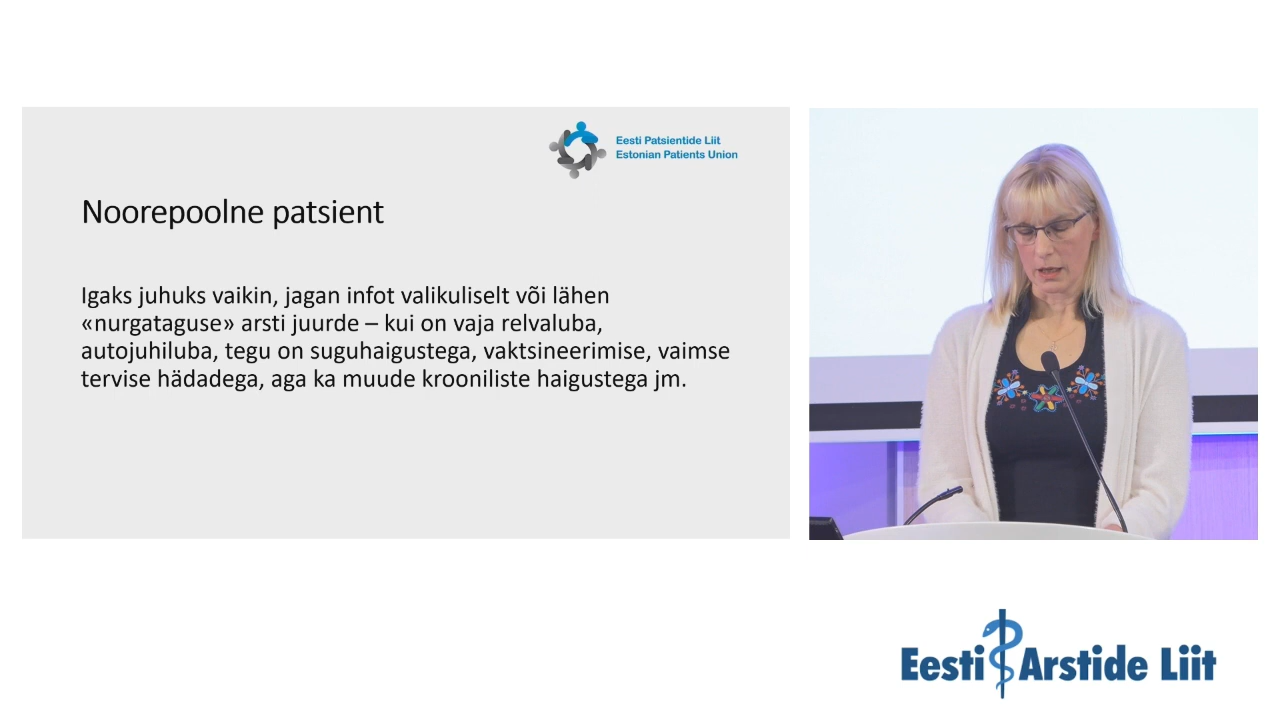 Eesti Patsientide Liit
Estonian Patients Union
Noorepoolne patsient
Igaks juhuks vaikin, jagan infot valikuliselt või lähen
«nurgataguse» arsti juurde – kui on vaja relvaluba,
autojuhiluba, tegu on suguhaigustega, vaktsineerimise, vaimse
tervise hädadega, aga ka muude krooniliste haigustega jm.
Eesti Arstide Liit